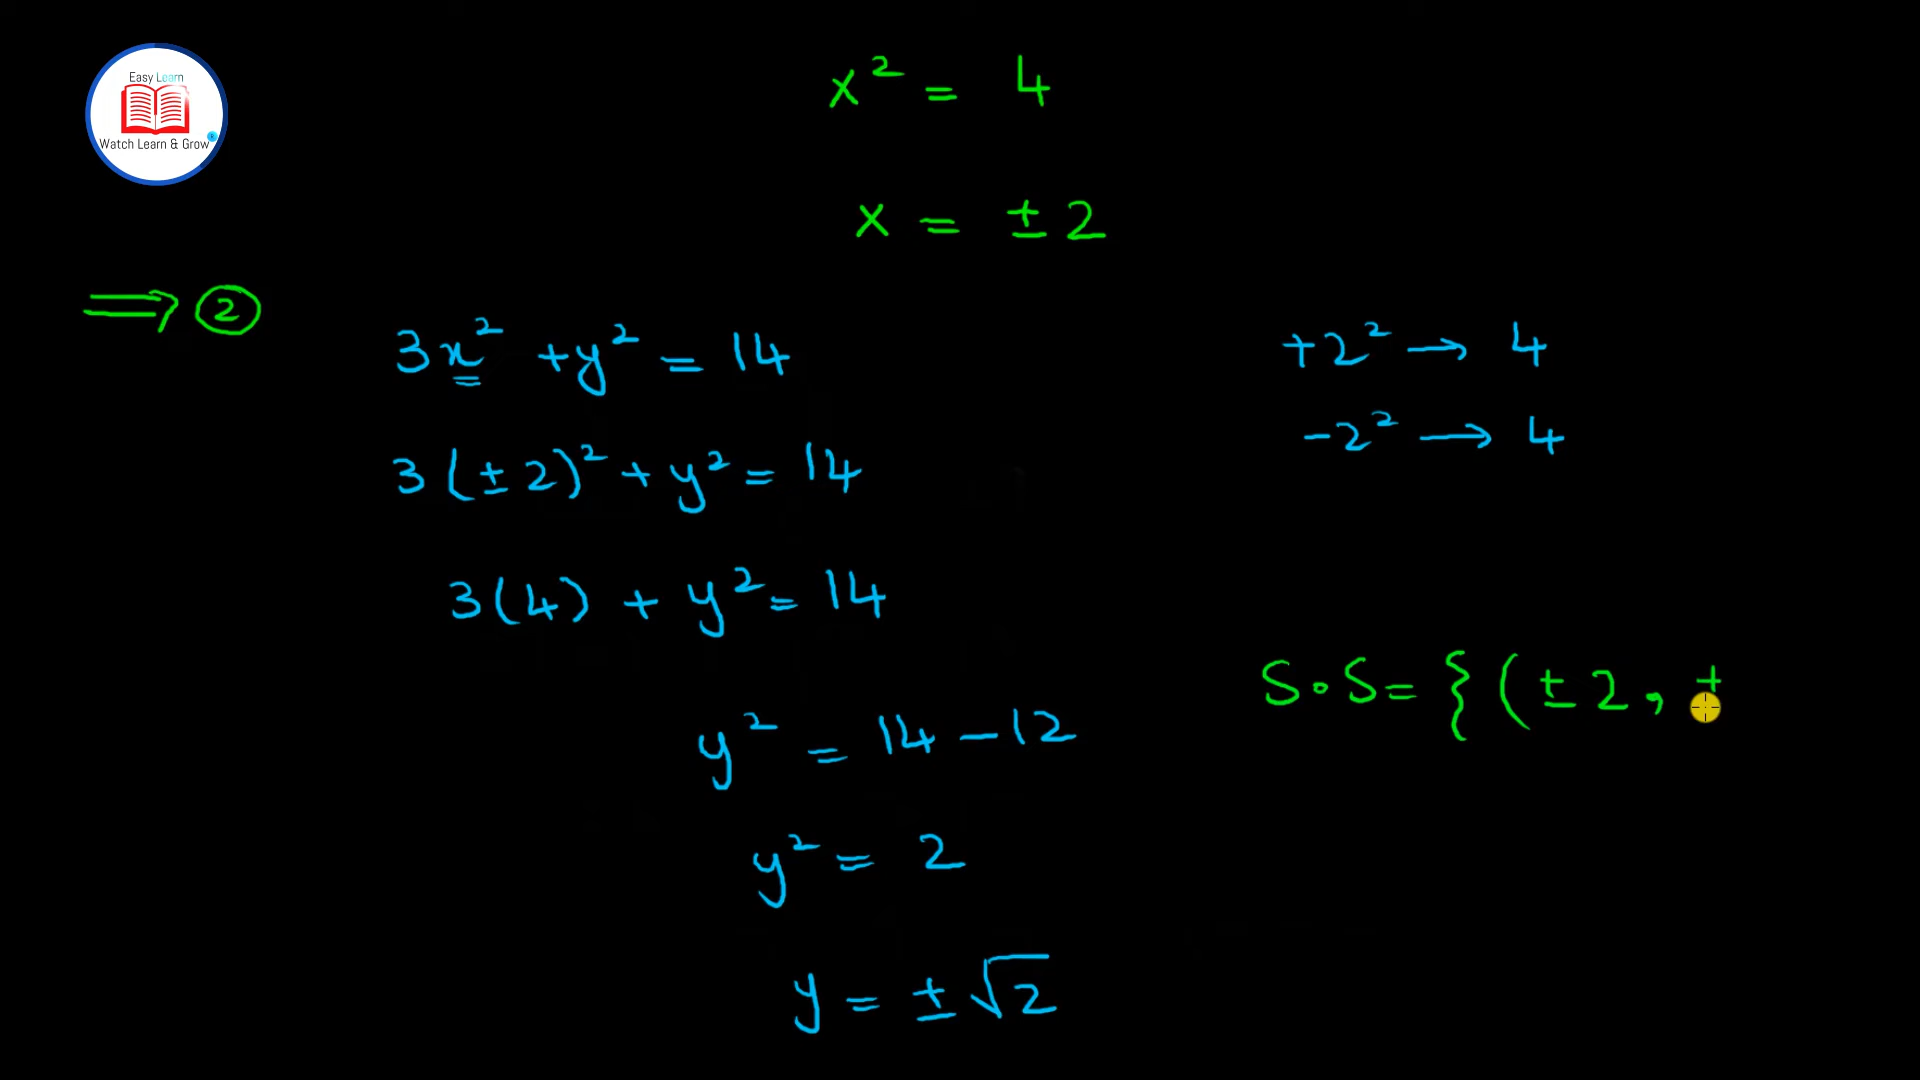 Easy Learn
Watch Learn & Grow
x² = 4
x = ± 2
⟹ ②
3x² + y² = 14
+2² → 4
-2² → 4
3(± 2)² + y² = 14
3(4) + y² = 14
S.S = { ( ± 2 , ±
y² = 14 - 12
y² = 2
y = ± √2